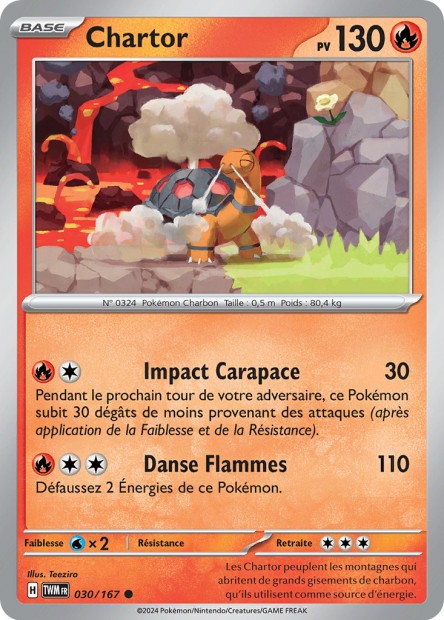 BASE
Chartor
PV 130
N° 0324 Pokémon Charbon Taille : 0,5 m Poids : 80,4 kg
Impact Carapace 30
Pendant le prochain tour de votre adversaire, ce Pokémon
subit 30 dégâts de moins provenant des attaques (après
application de la Faiblesse et de la Résistance).
Danse Flammes 110
Défaussez 2 Énergies de ce Pokémon.
Faiblesse ×2 Résistance Retraite
Illus. Teeziro
H TWM FR 030/167
Les Chartor peuplent les montagnes qui
abritent de grands gisements de charbon,
qu'ils utilisent comme source d'énergie.
©2024 Pokémon/Nintendo/Creatures/GAME FREAK